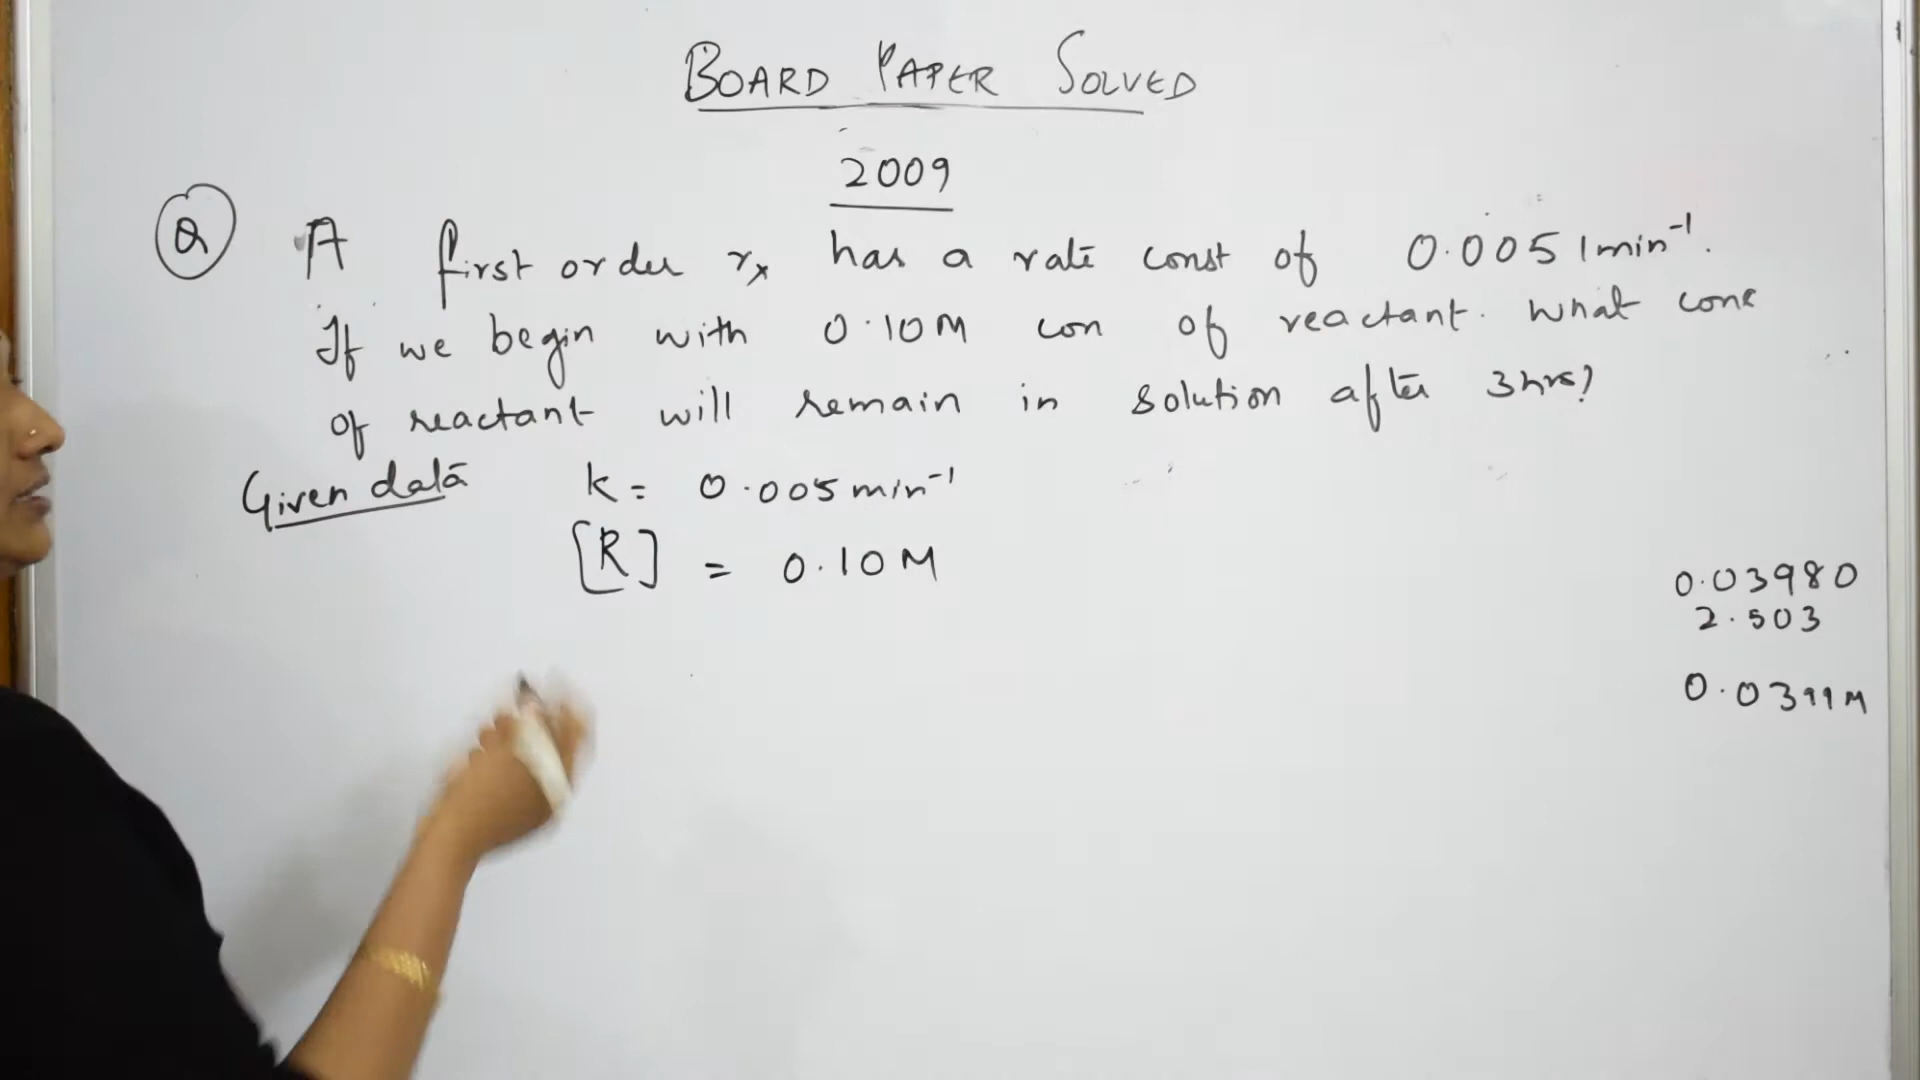 BOARD PAPER SOLVED
2009
Q A first order rx has a rate const of 0.0051min⁻¹.
If we begin with 0.10M con of reactant. What conc
of reactant will remain in solution after 3hrs?
Given data k = 0.005min⁻¹
[R] = 0.10M
0.03980
2.503
0.0399M